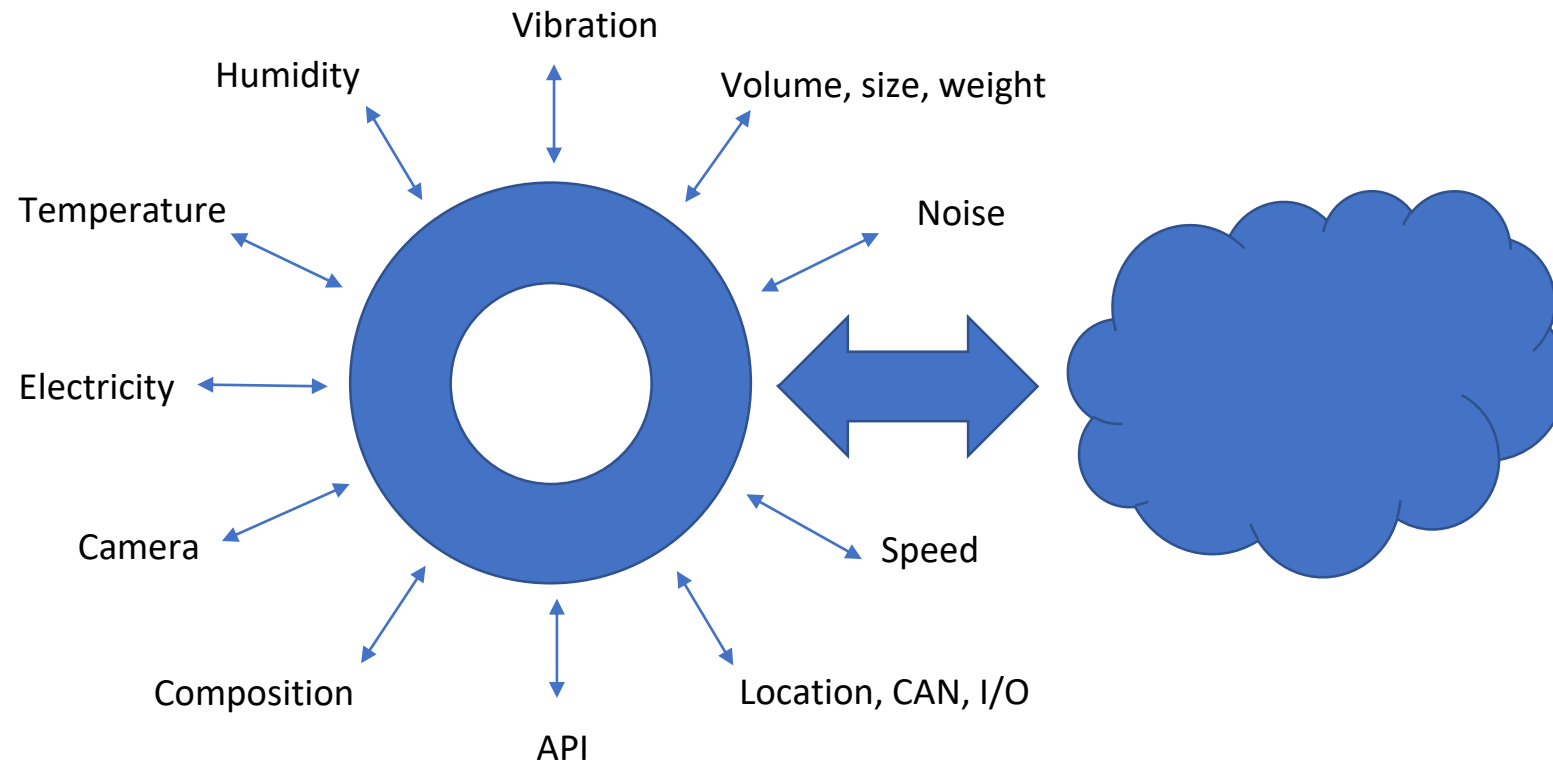 Vibration
Humidity
Volume, size, weight
Temperature
Noise
Electricity
Camera
Speed
Composition
Location, CAN, I/O
API